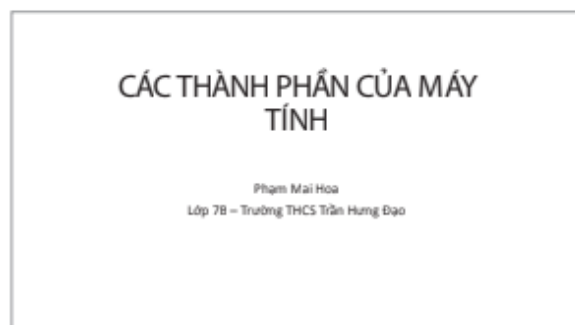 CÁC THÀNH PHẦN CỦA MÁY
TÍNH
Phạm Mai Hoa
Lớp 7B – Trường THCS Trần Hưng Đạo